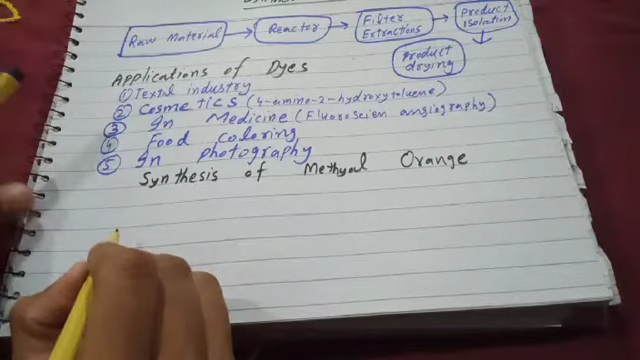 Raw Material
Reactor
Filter Extractions
Product Isolation
Product drying
Applications of Dyes
① Textil industry
② Cosmetics (4-amino-2-hydroxytoluene)
③ In Medicine (Fluoroscien angiography)
④ Food coloring
⑤ In photography
Synthesis of Methyal Orange